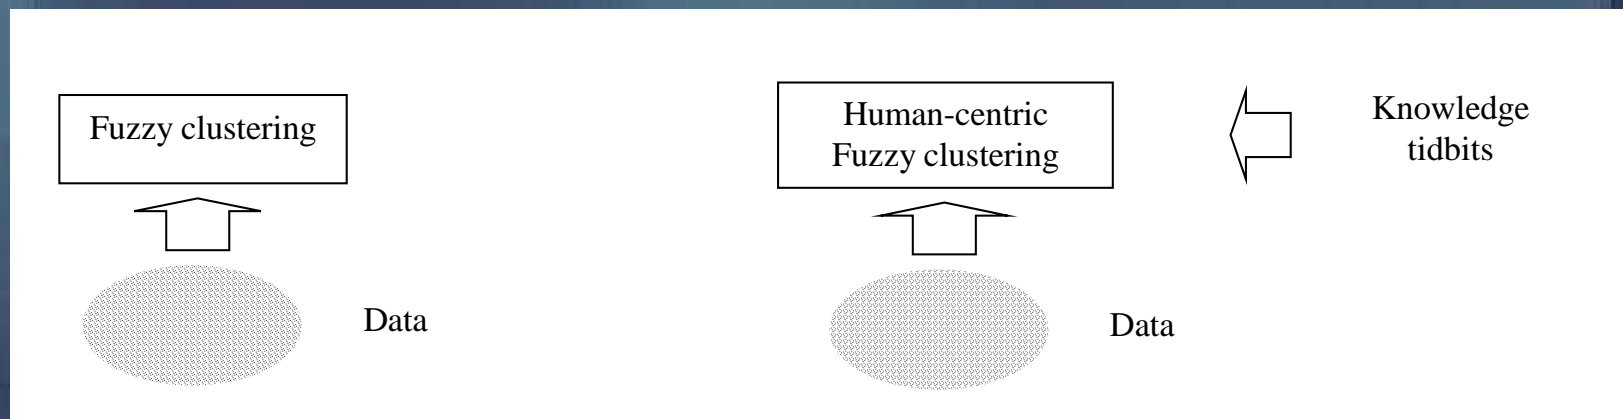 Fuzzy clustering
Data
Human-centric
Fuzzy clustering
Knowledge
tidbits
Data